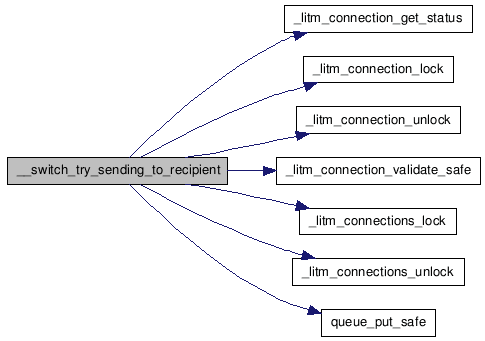 _litm_connection_get_status
_litm_connection_lock
_litm_connection_unlock
__switch_try_sending_to_recipient
_litm_connection_validate_safe
_litm_connections_lock
_litm_connections_unlock
queue_put_safe